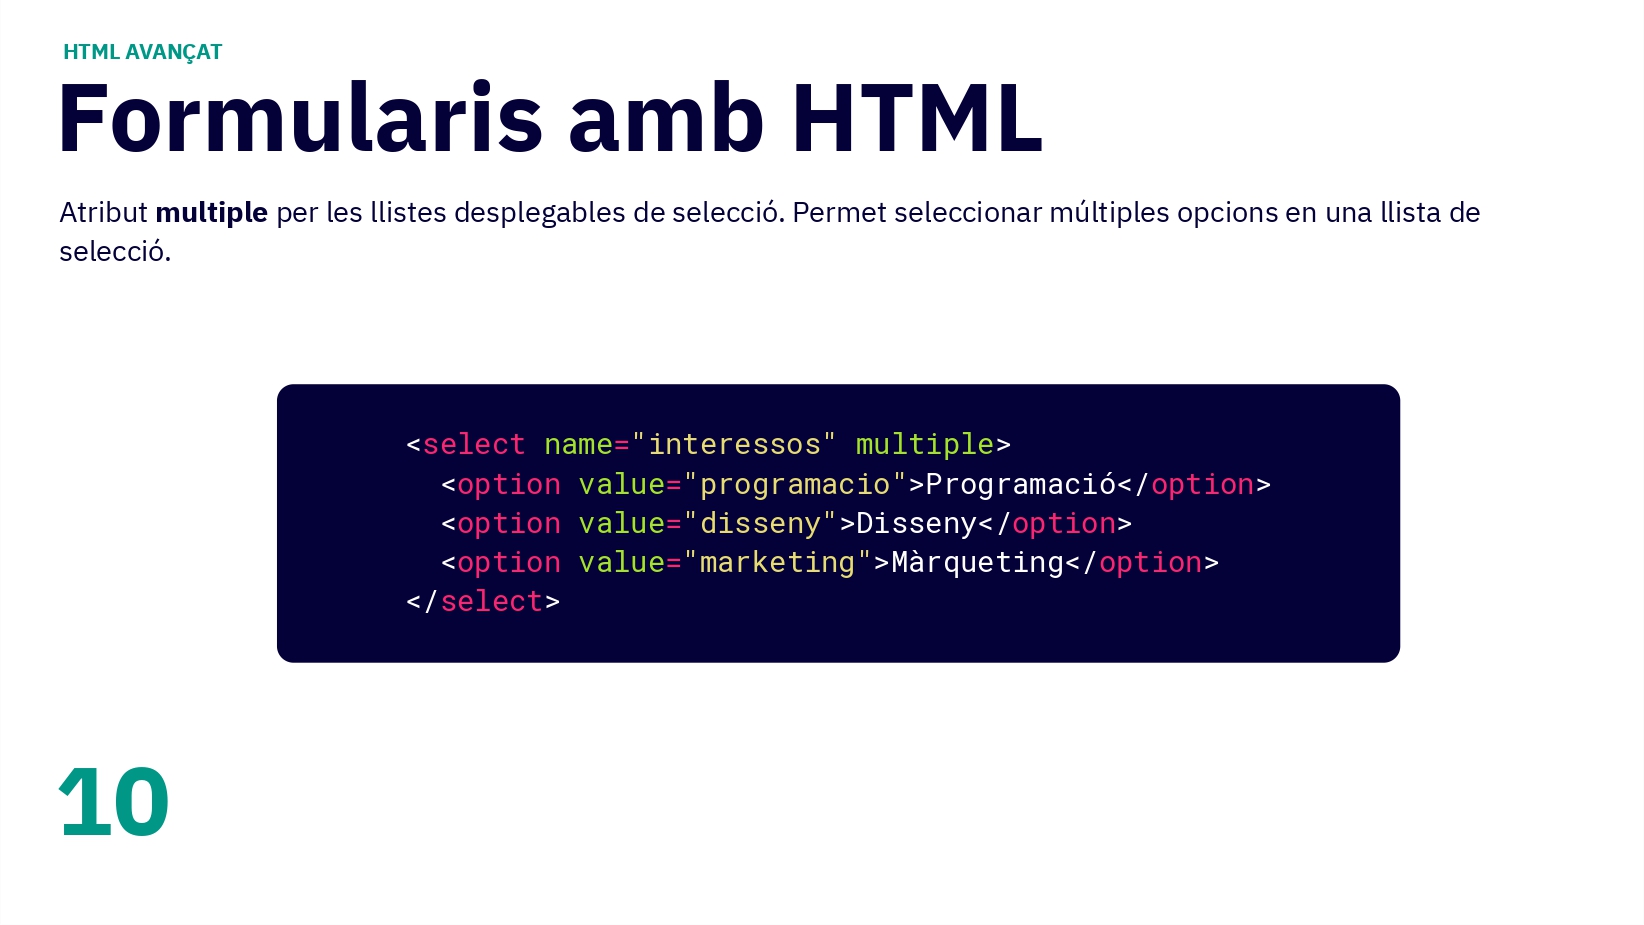 HTML AVANÇAT
Formularis amb HTML
Atribut multiple per les llistes desplegables de selecció. Permet seleccionar múltiples opcions en una llista de
selecció.
<select name="interessos" multiple>
  <option value="programacio">Programació</option>
  <option value="disseny">Disseny</option>
  <option value="marketing">Màrqueting</option>
</select>
10